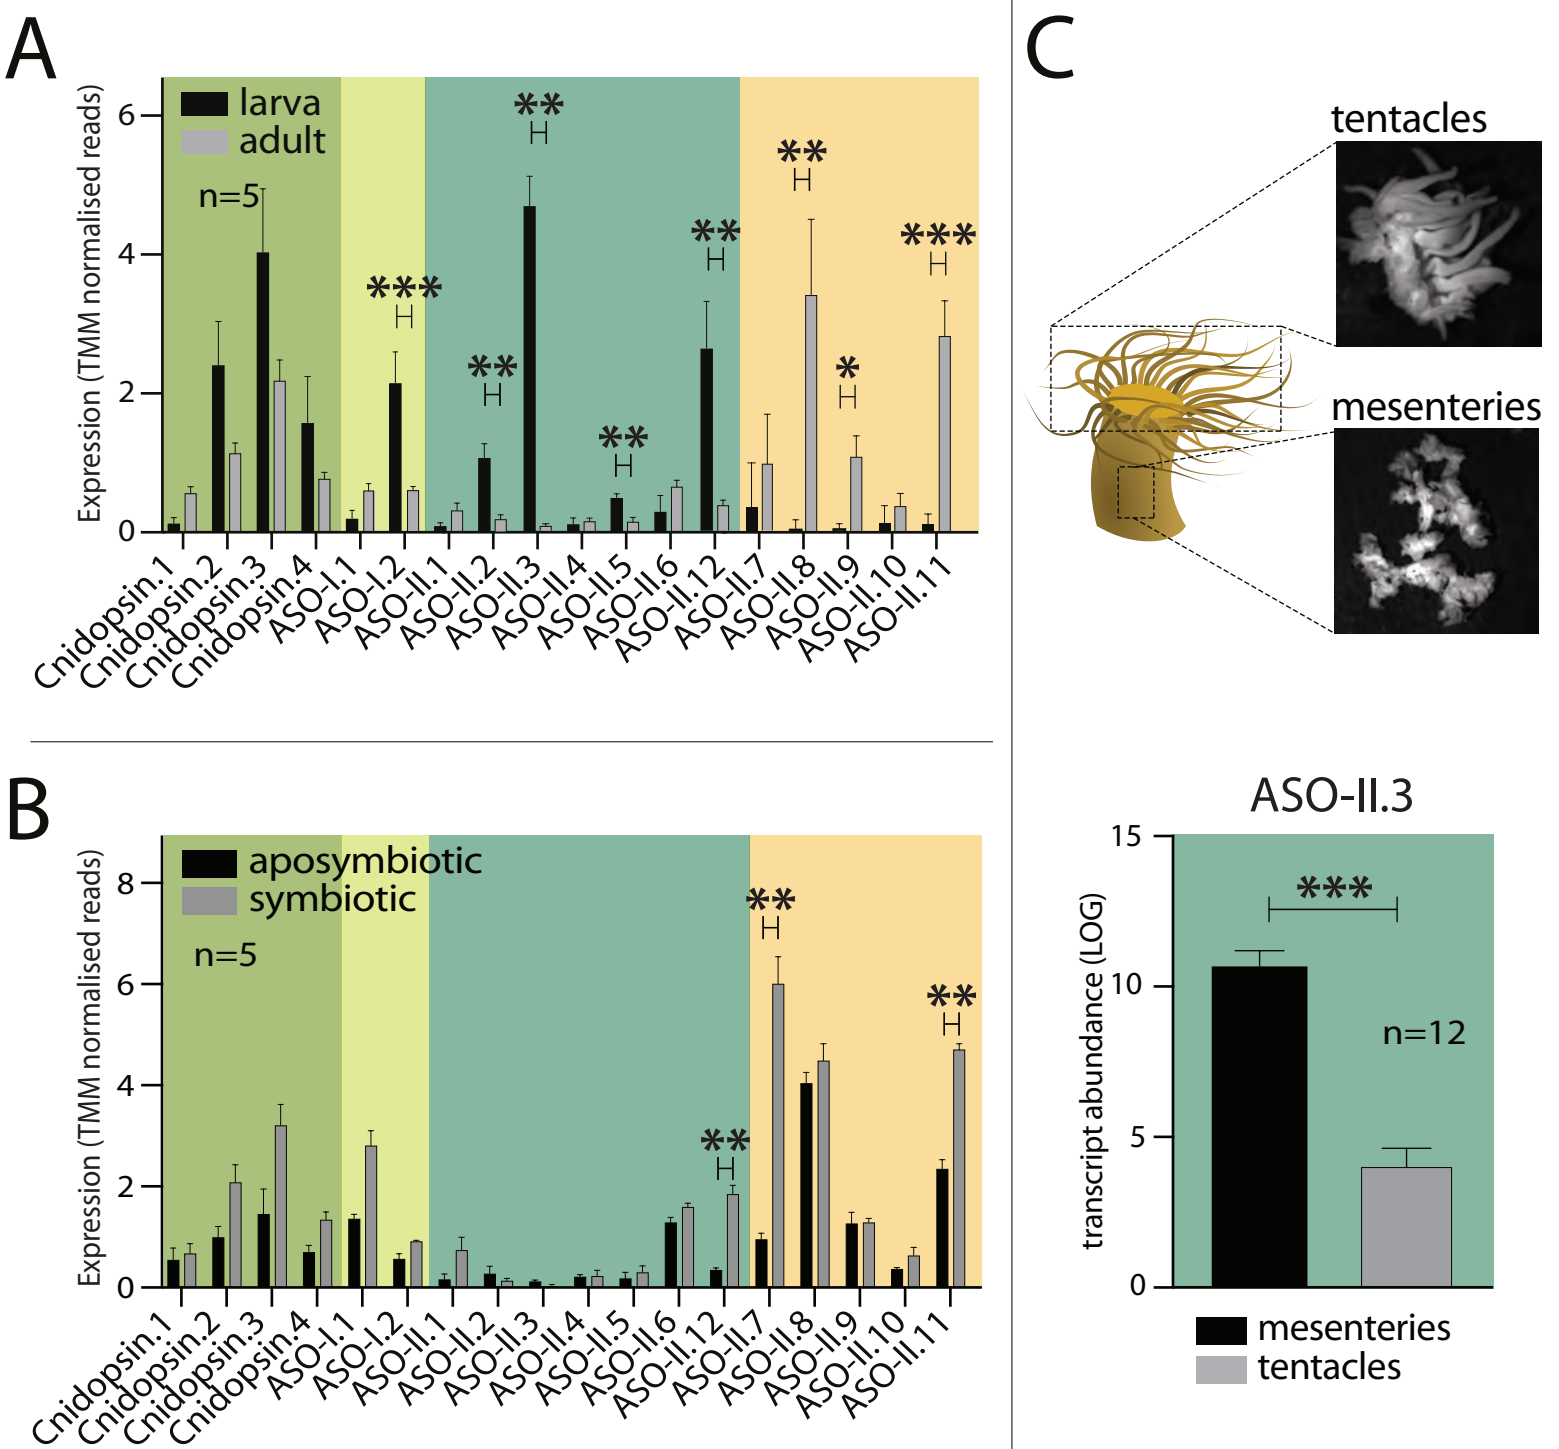 A
Expression (TMM normalised reads)
6
4
2
0
larva
adult
n=5
***
**
**
**
**
**
*
***
Cnidopsin.1
Cnidopsin.2
Cnidopsin.3
Cnidopsin.4
ASO-I.1
ASO-I.2
ASO-II.1
ASO-II.2
ASO-II.3
ASO-II.4
ASO-II.5
ASO-II.6
ASO-II.12
ASO-II.7
ASO-II.8
ASO-II.9
ASO-II.10
ASO-II.11
B
Expression (TMM normalised reads)
8
6
4
2
0
aposymbiotic
symbiotic
n=5
**
**
**
Cnidopsin.1
Cnidopsin.2
Cnidopsin.3
Cnidopsin.4
ASO-I.1
ASO-I.2
ASO-II.1
ASO-II.2
ASO-II.3
ASO-II.4
ASO-II.5
ASO-II.6
ASO-II.12
ASO-II.7
ASO-II.8
ASO-II.9
ASO-II.10
ASO-II.11
C
tentacles
mesenteries
ASO-II.3
transcript abundance (LOG)
15
10
5
0
***
n=12
mesenteries
tentacles